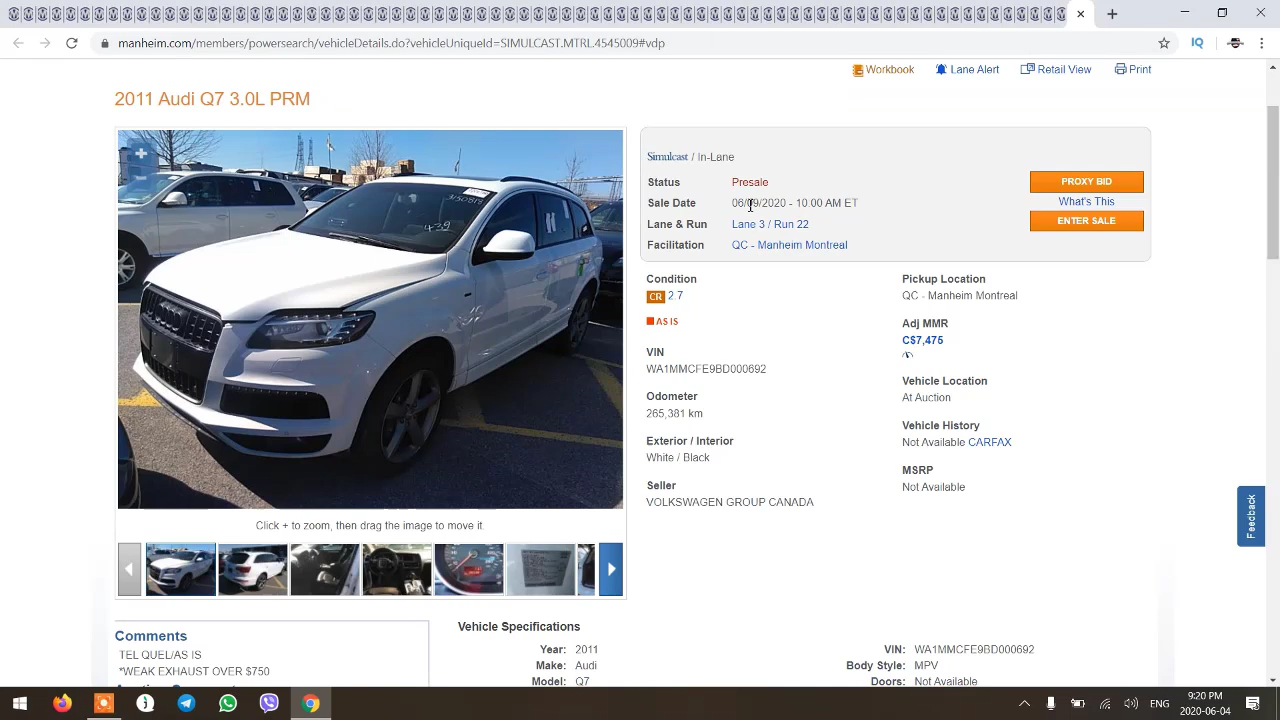 manheim.com/powersearch/vehicleDetails.do?vehicleUniqueId=SIMULCAST.MTRL.4545009#vdp
IQ
Workbook
Lane Alert
Retail View
Print
2011 Audi Q7 3.0L PRM
Simulcast / In-Lane
Status Presale
Sale Date 06/09/2020 - 10:00 AM ET
Lane & Run Lane 3 / Run 22
Facilitation QC - Manheim Montreal
PROXY BID
What's This
ENTER SALE
Condition
CR 2.7
AS IS
VIN
WA1MMCFE9BD000692
Odometer
265,381 km
Exterior / Interior
White / Black
Seller
VOLKSWAGEN GROUP CANADA
Pickup Location
QC - Manheim Montreal
Adj MMR
C$7,475
Vehicle Location
At Auction
Vehicle History
Not Available CARFAX
MSRP
Not Available
Feedback
3150819
439
Click + to zoom, then drag the image to move it.
Comments
TEL QUEL/AS IS
*WEAK EXHAUST OVER $750
Vehicle Specifications
Year: 2011
Make: Audi
Model: Q7
VIN: WA1MMCFE9BD000692
Body Style: MPV
Doors: Not Available
ENG
9:20 PM
2020-06-04